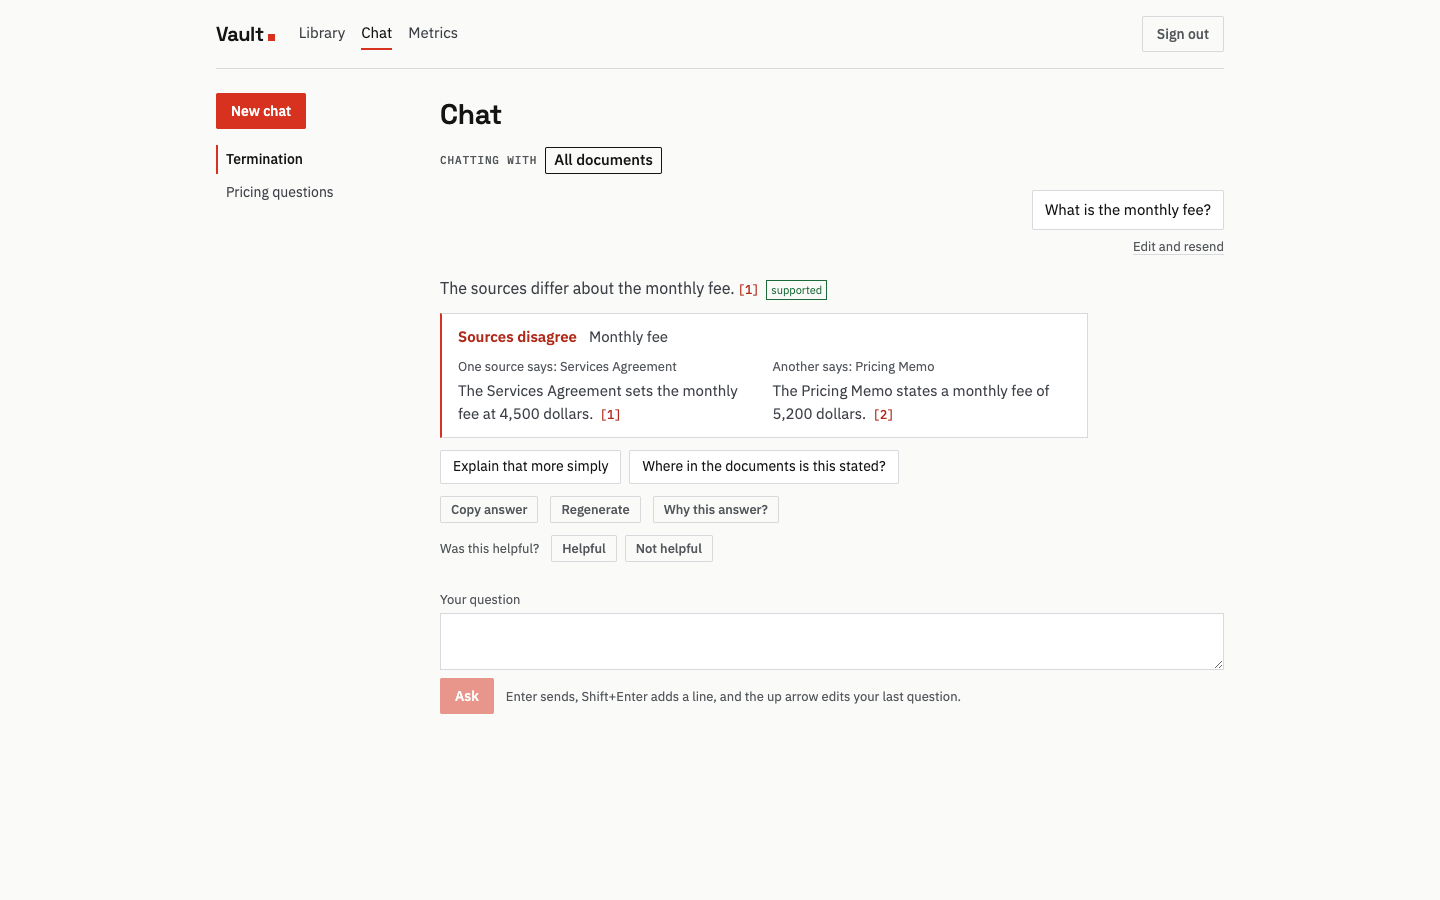 Vault
Library
Chat
Metrics
Sign out
New chat
Termination
Pricing questions
Chat
CHATTING WITH
All documents
What is the monthly fee?
Edit and resend
The sources differ about the monthly fee. [1] supported
Sources disagree Monthly fee
One source says: Services Agreement
The Services Agreement sets the monthly
fee at 4,500 dollars. [1]
Another says: Pricing Memo
The Pricing Memo states a monthly fee of
5,200 dollars. [2]
Explain that more simply
Where in the documents is this stated?
Copy answer
Regenerate
Why this answer?
Was this helpful?
Helpful
Not helpful
Your question
Ask
Enter sends, Shift+Enter adds a line, and the up arrow edits your last question.